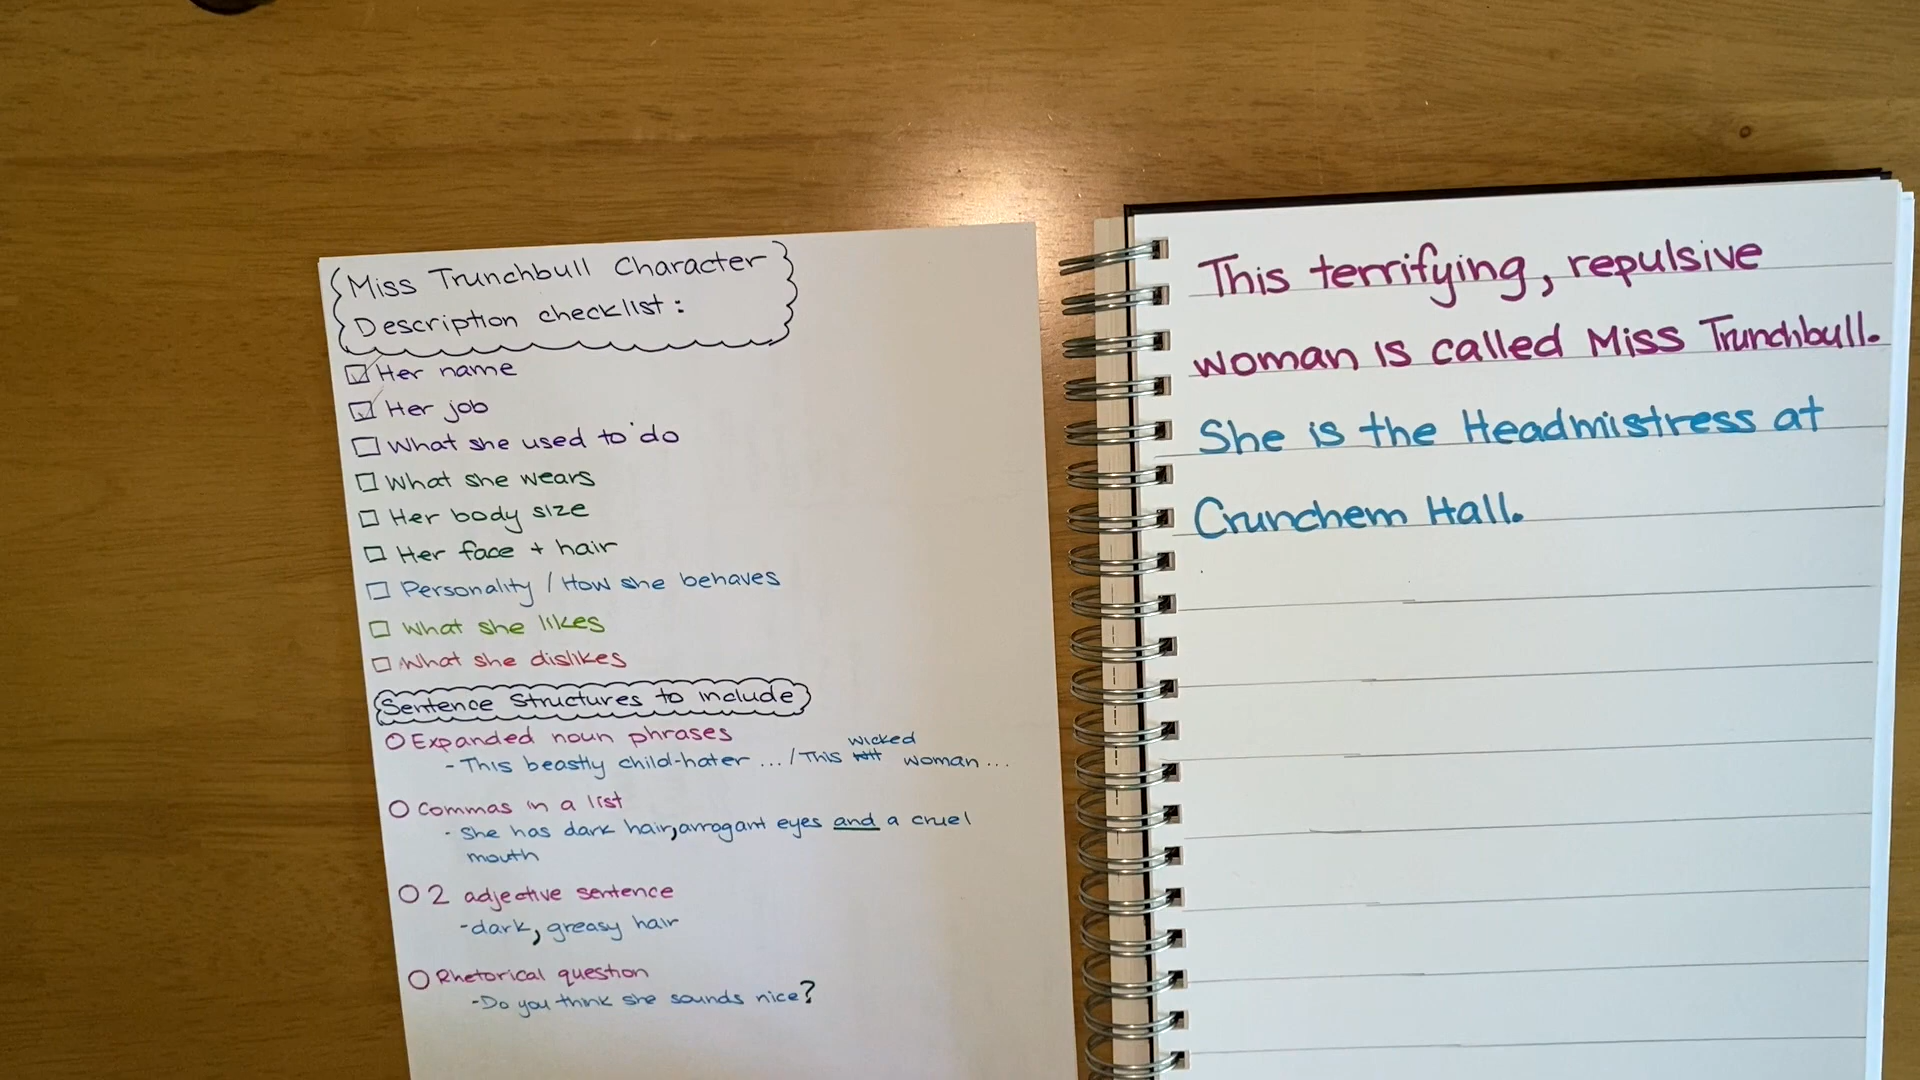 Miss Trunchbull Character
Description checklist:
Her name
Her job
What she used to do
What she wears
Her body size
Her face + hair
Personality / How she behaves
What she likes
What she dislikes
Sentence Structures to include
Expanded noun phrases
wicked
- This beastly child-hater ... / This woman ...
Commas in a list
- She has dark hair, arrogant eyes and a cruel
mouth
2 adjective sentence
- dark, greasy hair
Rhetorical question
- Do you think she sounds nice?
This terrifying, repulsive
woman is called Miss Trunchbull.
She is the Headmistress at
Crunchem Hall.